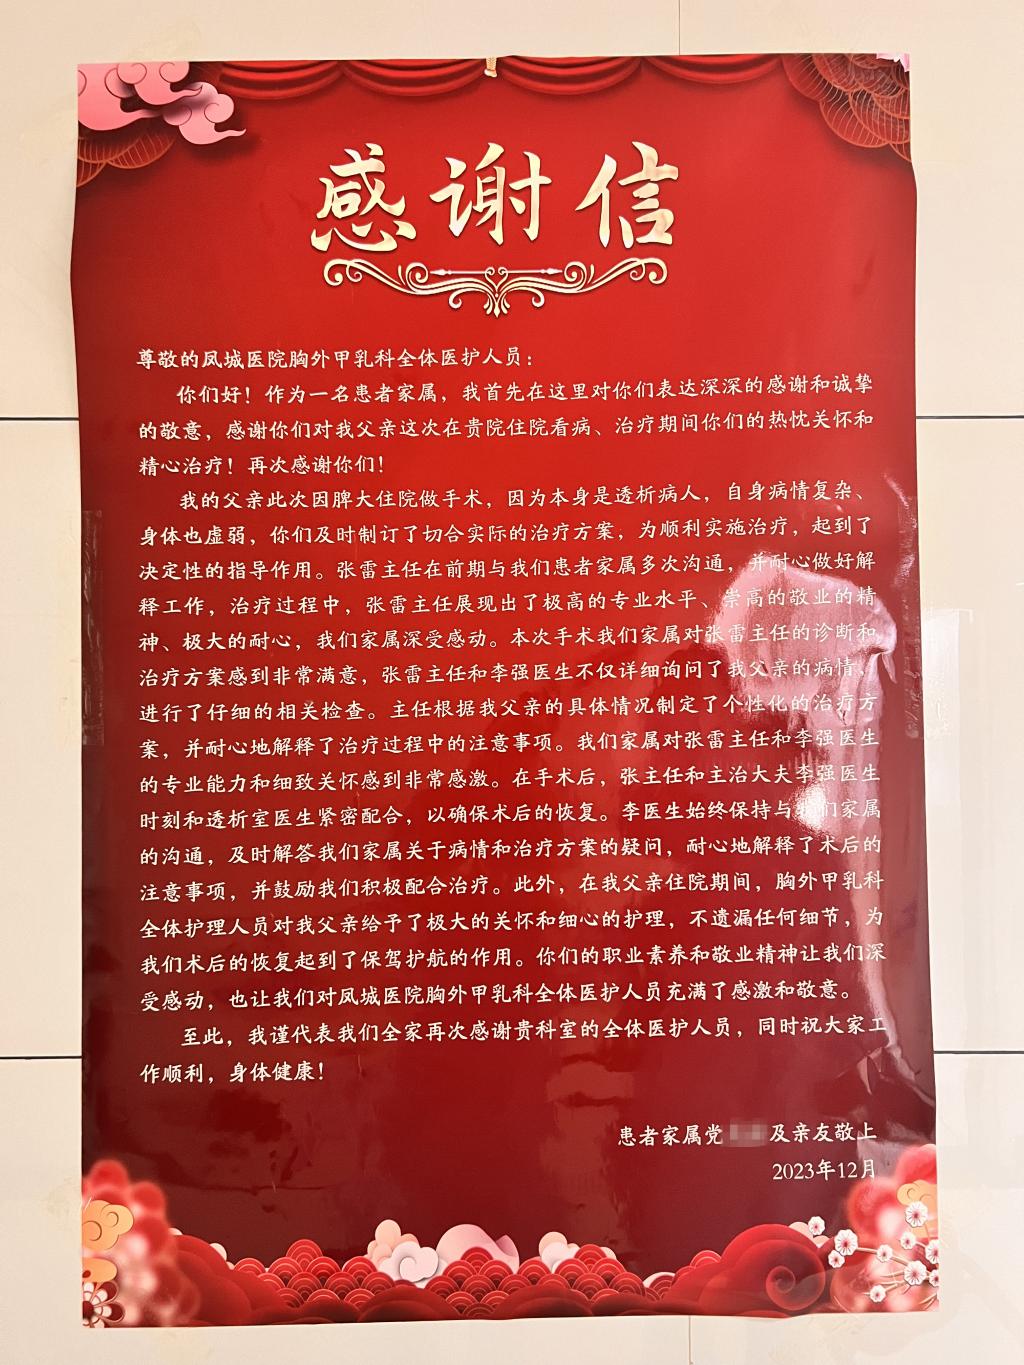 感谢信
尊敬的凤城医院胸外甲乳科全体医护人员：
你们好！作为一名患者家属，我首先在这里对你们表达深深的感谢和诚挚
的敬意，感谢你们对我父亲这次在贵院住院看病、治疗期间你们的热忱关怀和
精心治疗！再次感谢你们！
我的父亲此次因脾大住院做手术，因为本身是透析病人，自身病情复杂、
身体也虚弱，你们及时制订了切合实际的治疗方案，为顺利实施治疗，起到了
决定性的指导作用。张雷主任在前期与我们患者家属多次沟通，并耐心做好解
释工作，治疗过程中，张雷主任展现出了极高的专业水平、崇高的敬业的精
神、极大的耐心，我们家属深受感动。本次手术我们家属对张雷主任的诊断和
治疗方案感到非常满意，张雷主任和李强医生不仅详细询问了我父亲的病情、
进行了仔细的相关检查。主任根据我父亲的具体情况制定了个性化的治疗方
案，并耐心地解释了治疗过程中的注意事项。我们家属对张雷主任和李强医生
的专业能力和细致关怀感到非常感激。在手术后，张主任和主治大夫李强医生
时刻和透析室医生紧密配合，以确保术后的恢复。李医生始终保持与我们家属
的沟通，及时解答我们家属关于病情和治疗方案的疑问，耐心地解释了术后的
注意事项，并鼓励我们积极配合治疗。此外，在我父亲住院期间，胸外甲乳科
全体护理人员对我父亲给予了极大的关怀和细心的护理，不遗漏任何细节，为
我们术后的恢复起到了保驾护航的作用。你们的职业素养和敬业精神让我们深
受感动，也让我们对凤城医院胸外甲乳科全体医护人员充满了感激和敬意。
至此，我谨代表我们全家再次感谢贵科室的全体医护人员，同时祝大家工
作顺利，身体健康！
患者家属党 及亲友敬上
2023年12月